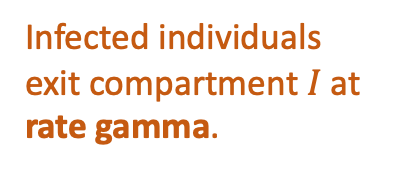 Infected individuals
exit compartment I at
rate gamma.